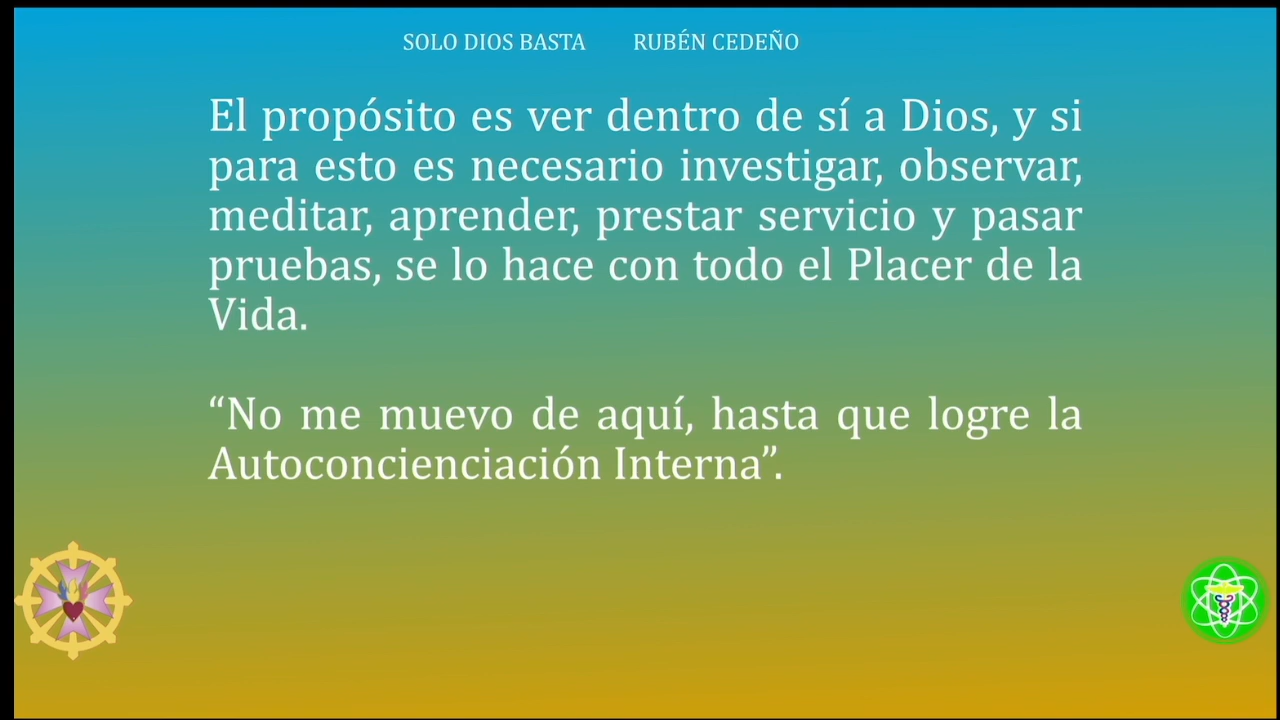 SOLO DIOS BASTA RUBÉN CEDEÑO
El propósito es ver dentro de sí a Dios, y si
para esto es necesario investigar, observar,
meditar, aprender, prestar servicio y pasar
pruebas, se lo hace con todo el Placer de la
Vida.
“No me muevo de aquí, hasta que logre la
Autoconcienciación Interna”.